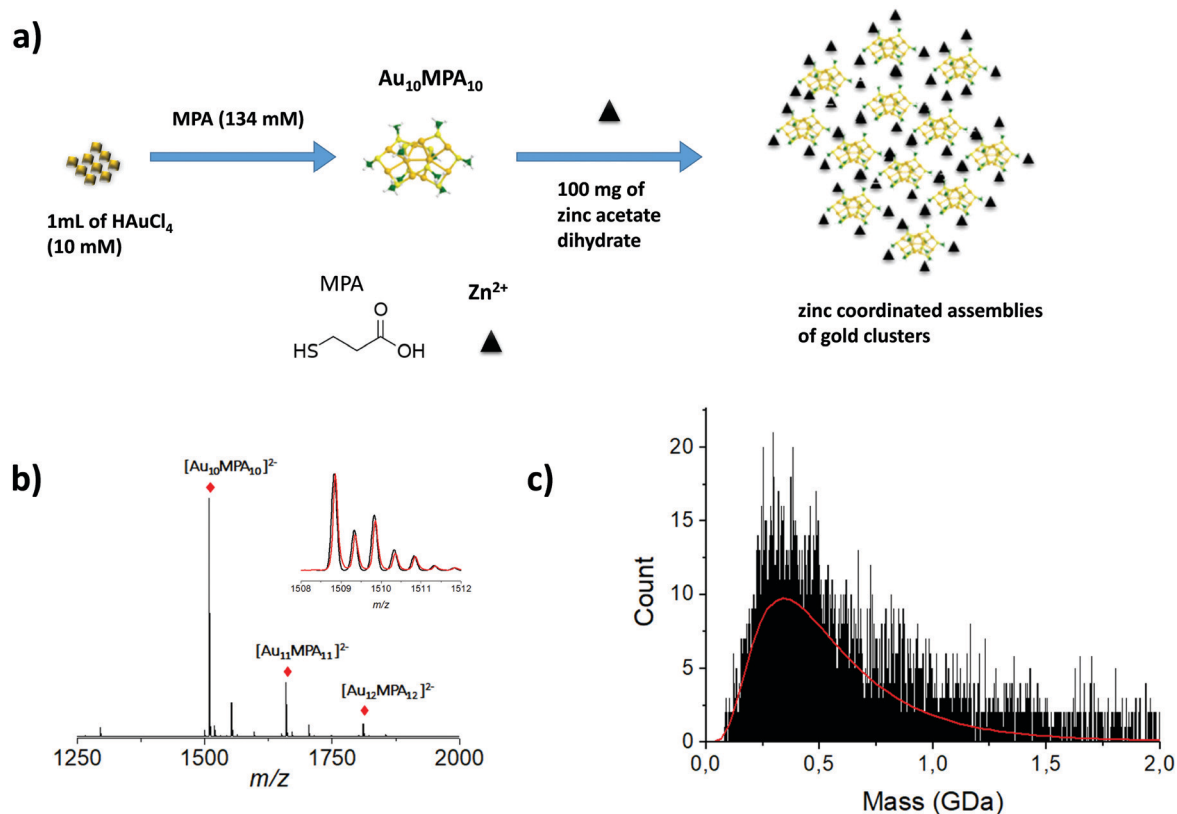 a)
Au₁₀MPA₁₀
MPA (134 mM)
1mL of HAuCl₄
(10 mM)
100 mg of
zinc acetate
dihydrate
MPA
O
HS
OH
Zn²⁺
zinc coordinated assemblies
of gold clusters
b)
[Au₁₀MPA₁₀]²⁻
[Au₁₁MPA₁₁]²⁻
[Au₁₂MPA₁₂]²⁻
1508 1509 1510 1511 1512
m/z
1250 1500 1750 2000
m/z
c)
20
15
10
5
0
Count
0,0 0,5 1,0 1,5 2,0
Mass (GDa)